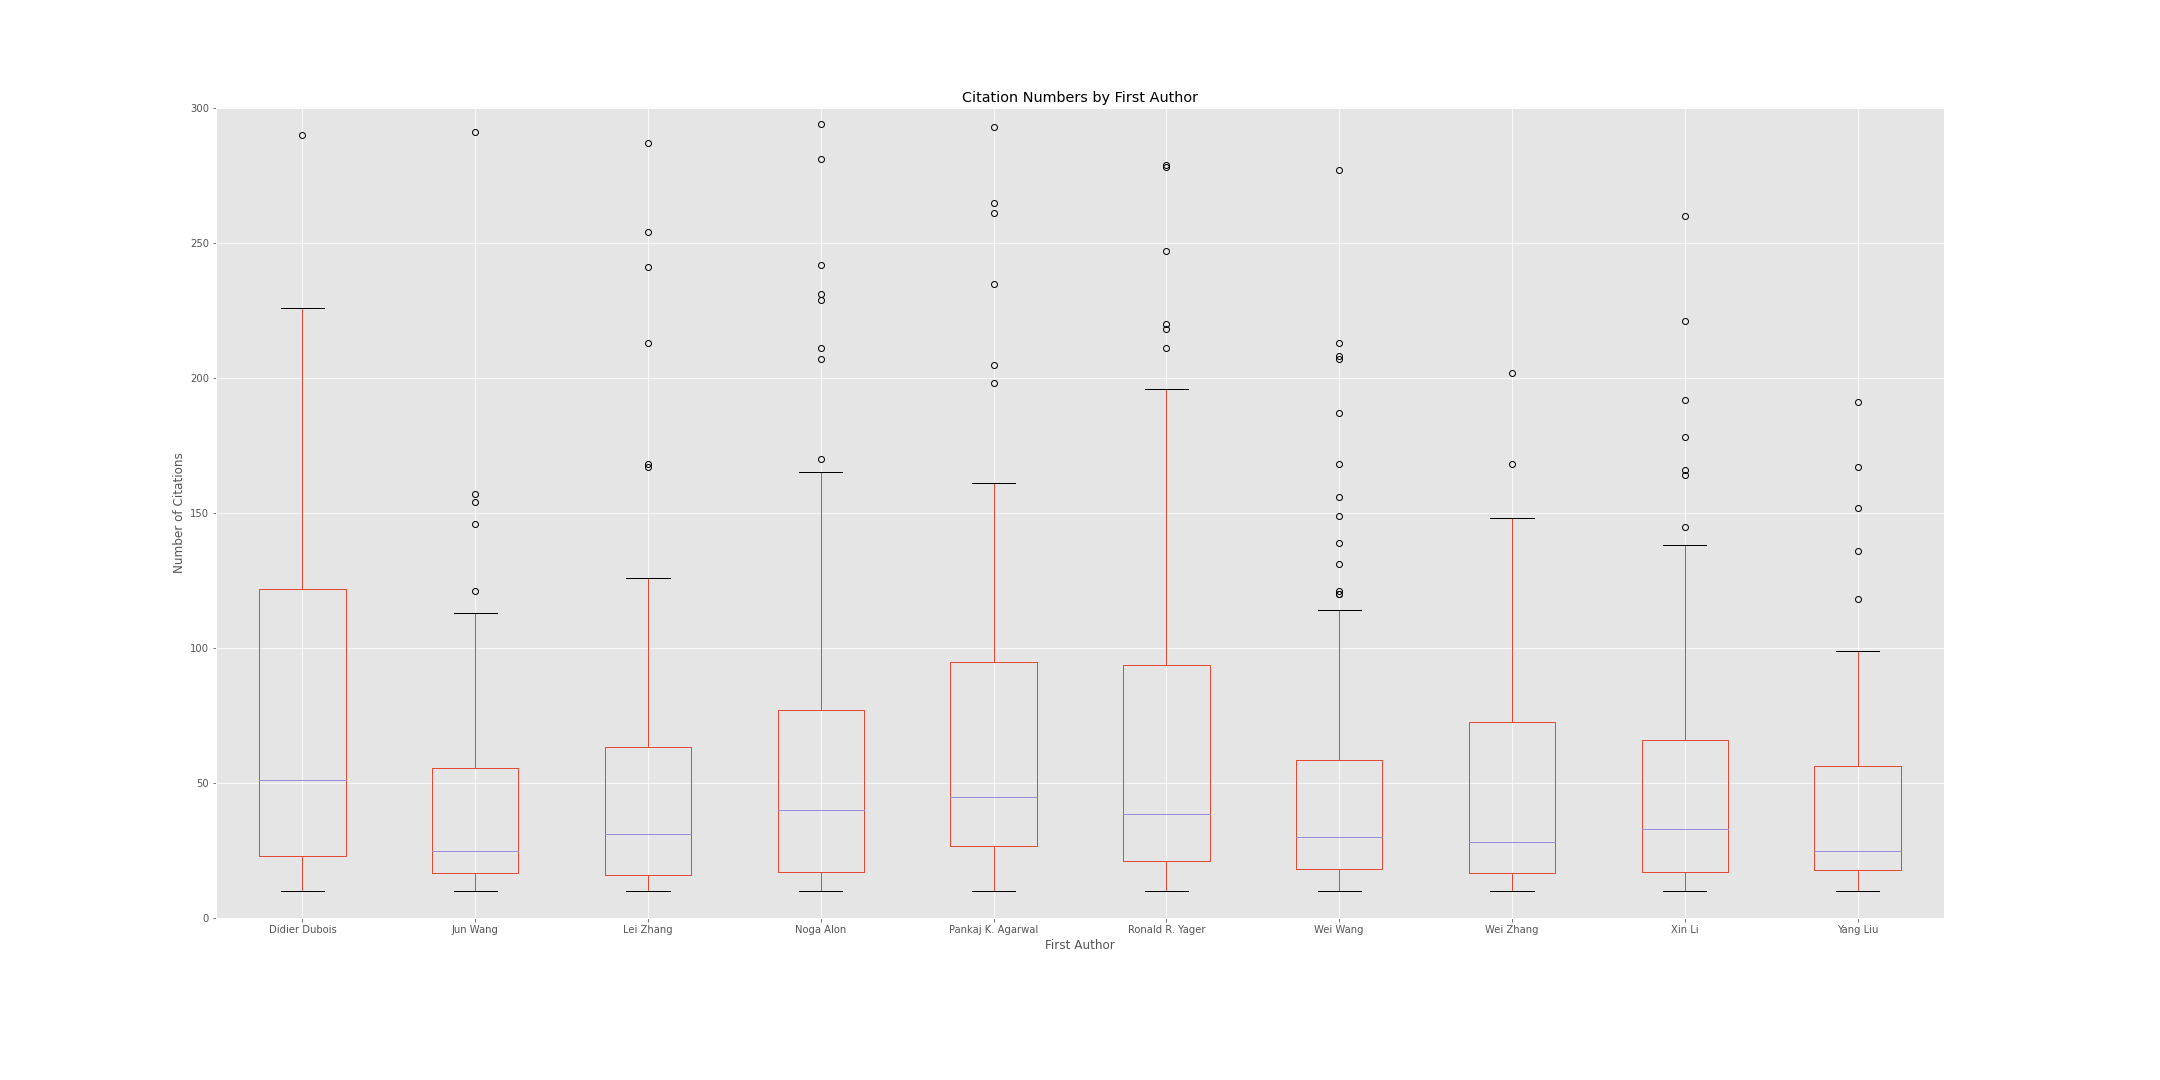 Citation Numbers by First Author
300
250
200
150
100
50
0
Number of Citations
Didier Dubois
Jun Wang
Lei Zhang
Noga Alon
Pankaj K. Agarwal
Ronald R. Yager
Wei Wang
Wei Zhang
Xin Li
Yang Liu
First Author